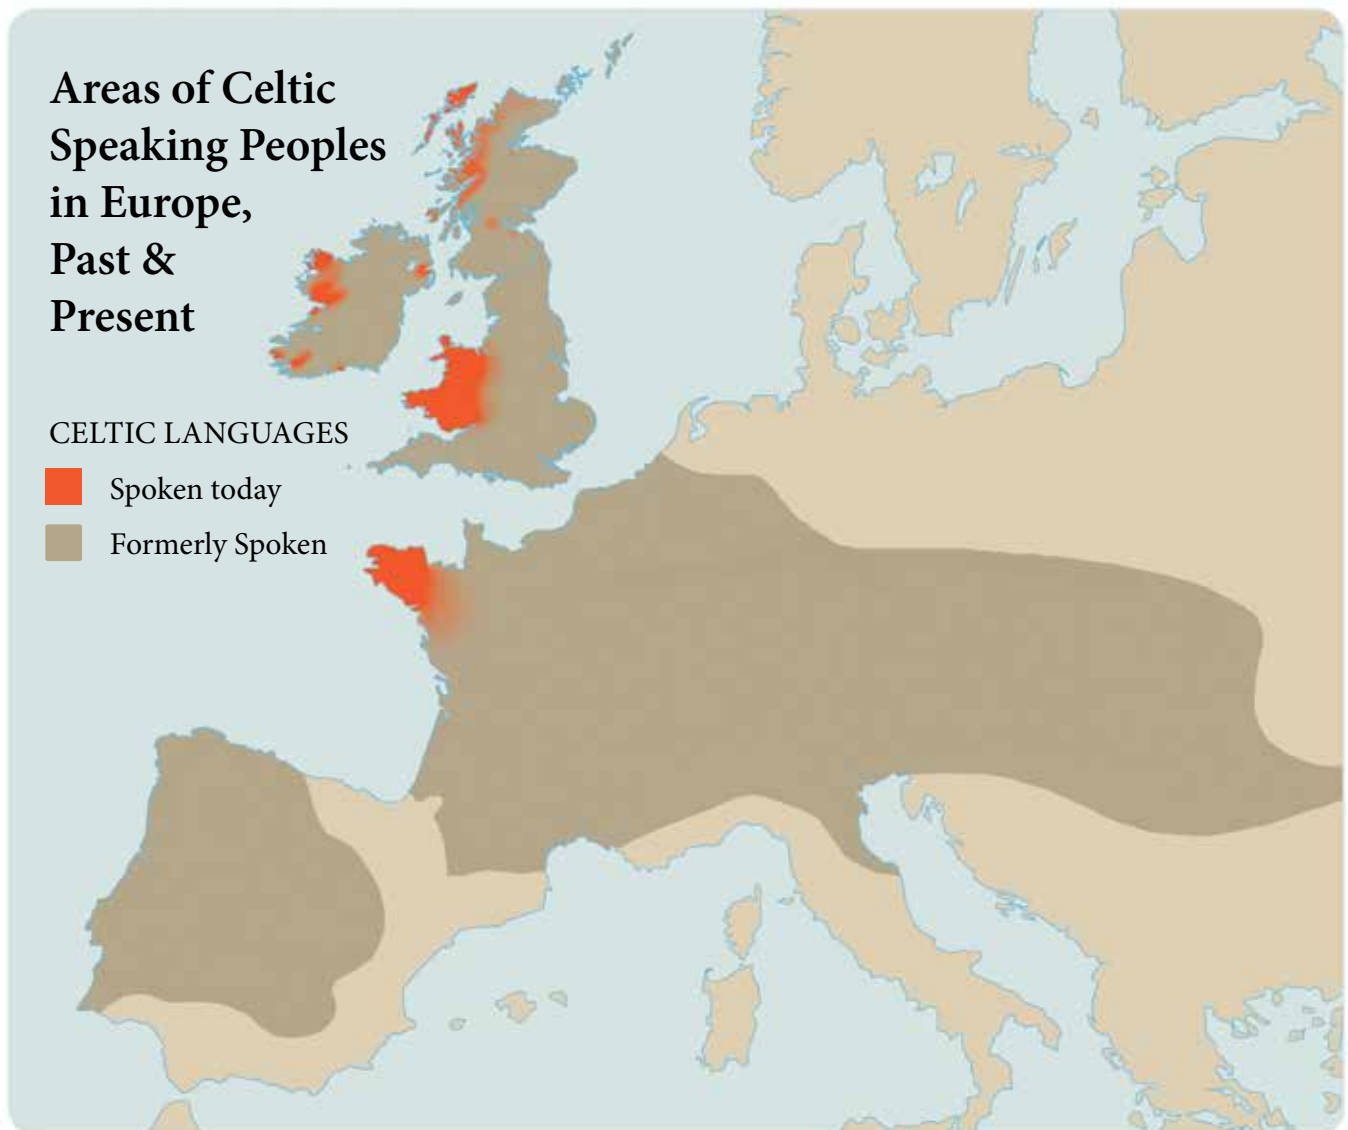 Areas of Celtic
Speaking Peoples
in Europe,
Past &
Present
CELTIC LANGUAGES
Spoken today
Formerly Spoken